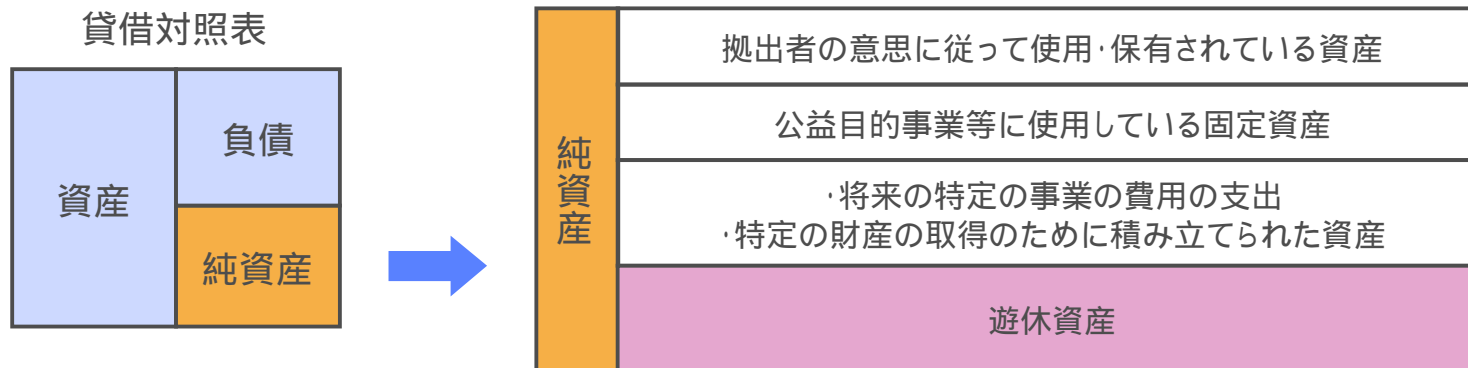 貸借対照表
資産
負債
純資産
純資産
拠出者の意思に従って使用・保有されている資産
公益目的事業等に使用している固定資産
・将来の特定の事業の費用の支出
・特定の財産の取得のために積み立てられた資産
遊休資産